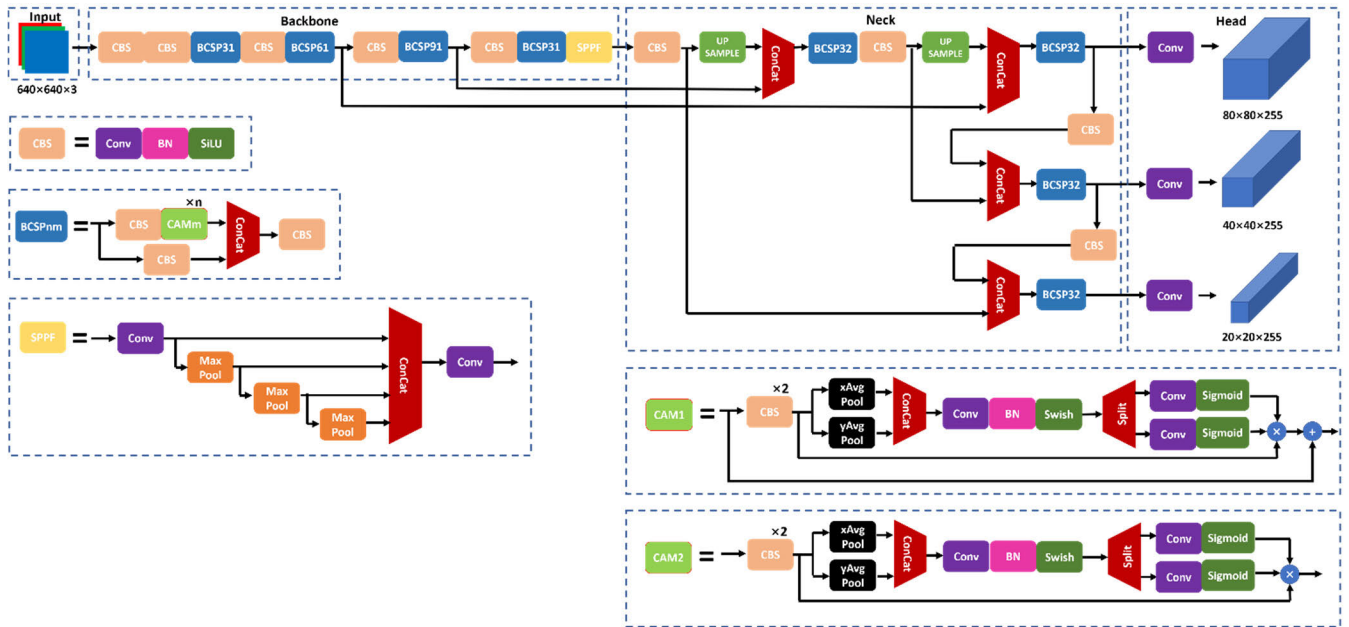 Input
Backbone
Neck
Head
CBS CBS BCSP31 CBS BCSP61 CBS BCSP91 CBS BCSP31 SPPF CBS
UP
SAMPLE
ConCat
BCSP32 CBS
UP
SAMPLE
ConCat
BCSP32
Conv
640×640×3
80×80×255
CBS
CBS = Conv BN SiLU
ConCat
BCSP32
Conv
40×40×255
BCSPnm = CBS CAMm
×n
CBS
ConCat
CBS
CBS
ConCat
BCSP32
Conv
20×20×255
SPPF = Conv
Max
Pool
Max
Pool
Max
Pool
ConCat
Conv
CAM1 = CBS
×2
xAvg
Pool
yAvg
Pool
ConCat
Conv BN Swish
Split
Conv Sigmoid
Conv Sigmoid
×
+
CAM2 = CBS
×2
xAvg
Pool
yAvg
Pool
ConCat
Conv BN Swish
Split
Conv Sigmoid
Conv Sigmoid
×